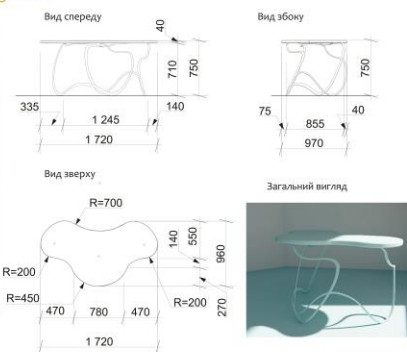 Вид спереду
40
710
750
335
1 245
140
1 720
Вид збоку
750
75
855
40
970
Вид зверху
R=700
140
550
960
R=200
R=450
R=200
270
470
780
470
1 720
Загальний вигляд